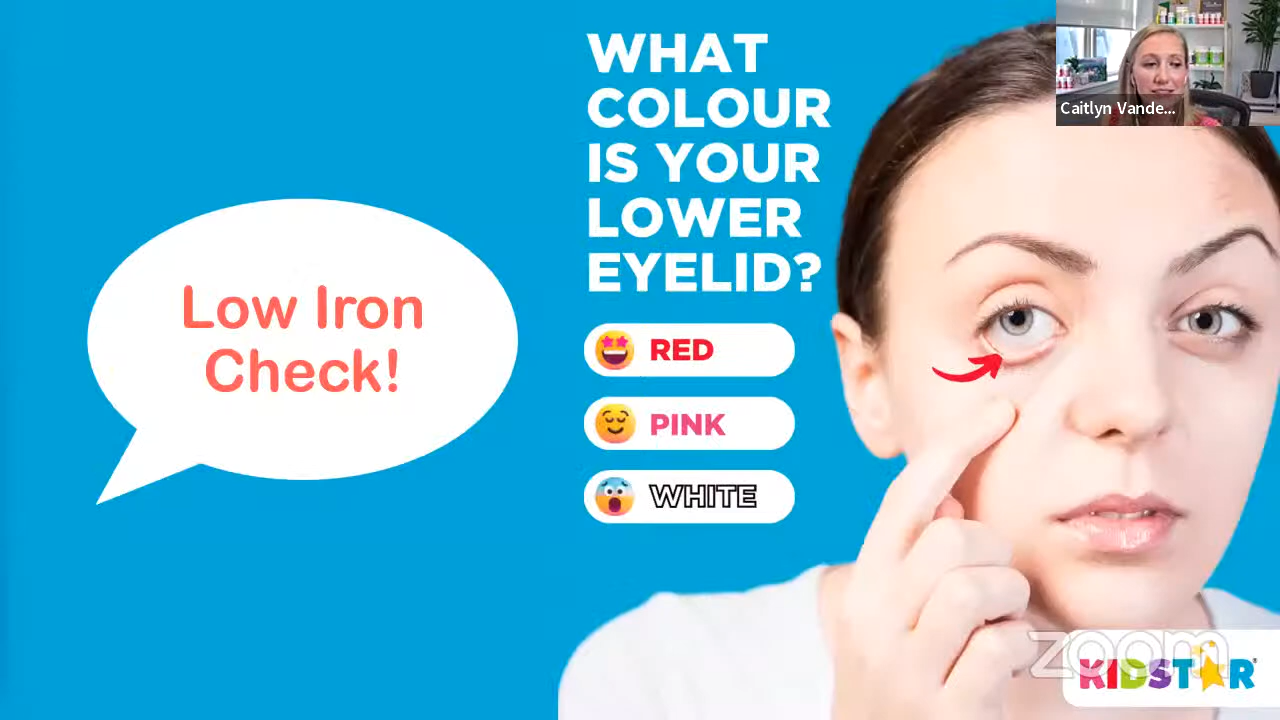 WHAT
COLOUR
IS YOUR
LOWER
EYELID?
Low Iron
Check!
RED
PINK
WHITE
Caitlyn Vande...
zoom
KIDSTAR